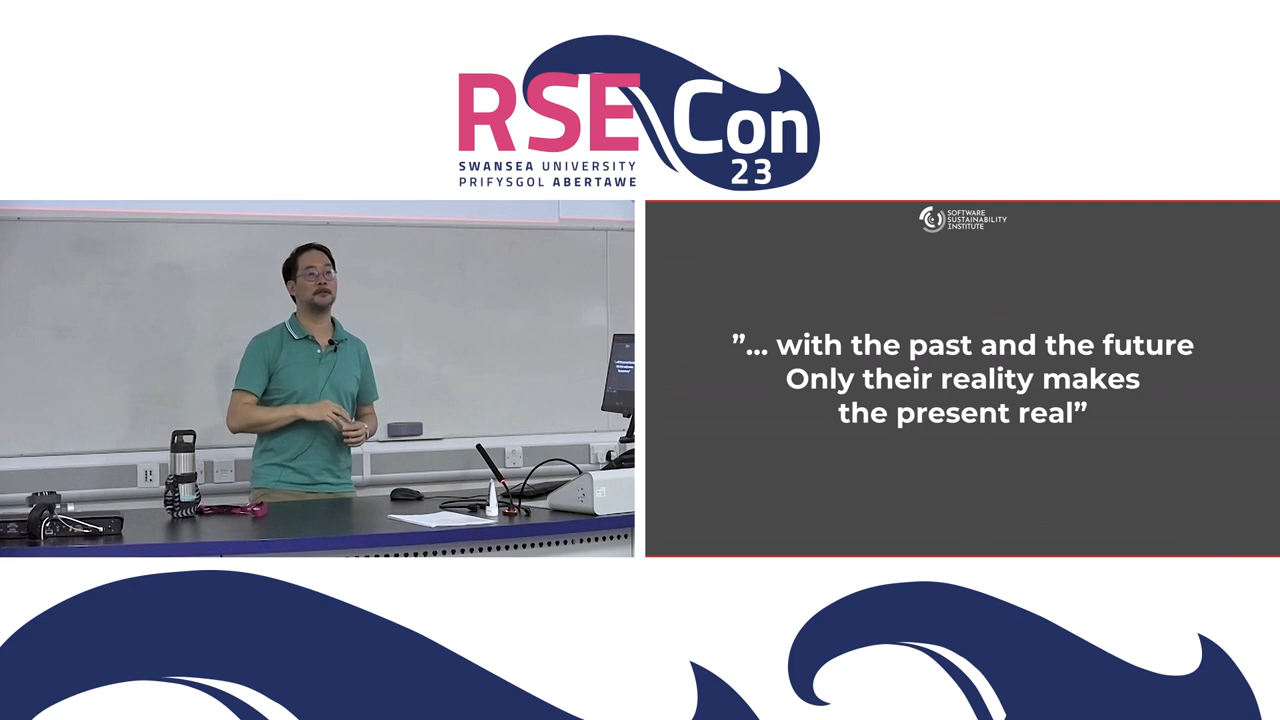 RSE Con
23
SWANSEA UNIVERSITY
PRIFYSGOL ABERTAWE
SOFTWARE
SUSTAINABILITY
INSTITUTE
”... with the past and the future
Only their reality makes
the present real”